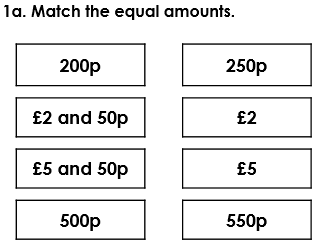 1a. Match the equal amounts.
200p 250p
£2 and 50p £2
£5 and 50p £5
500p 550p